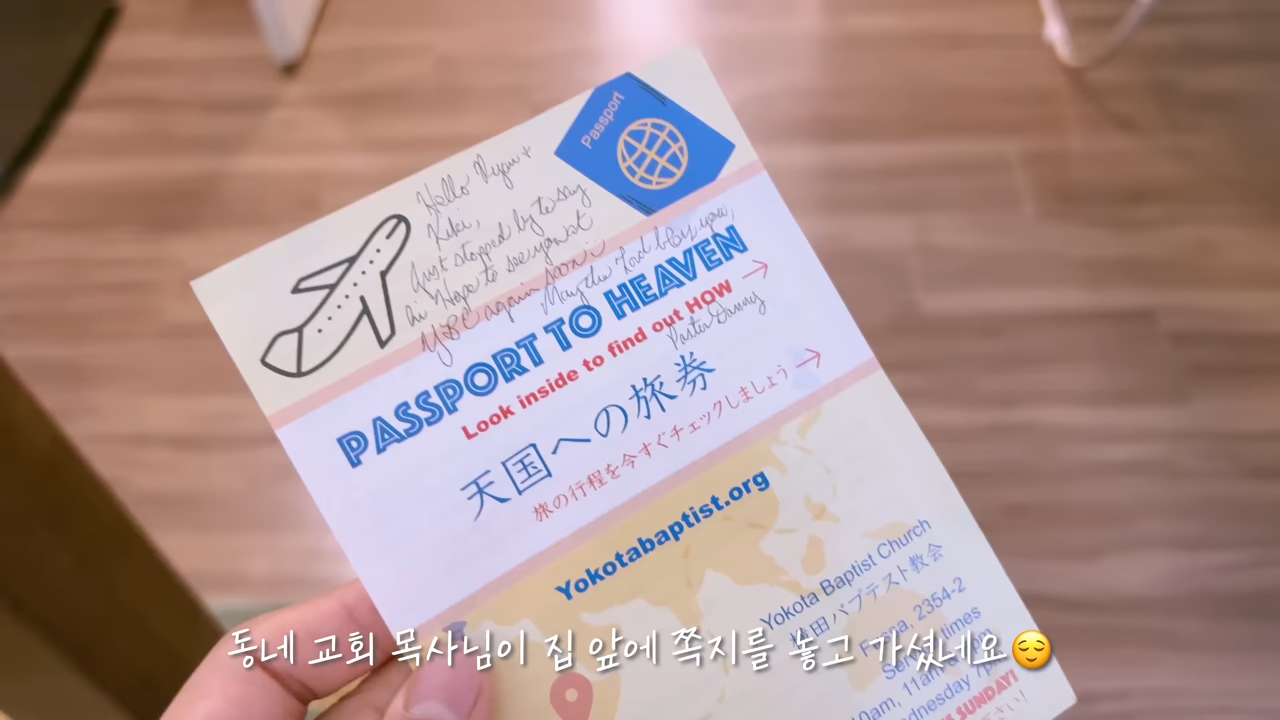 Passport
Hello Ryan +
Kiki,
Just stopped by to say
hi Hope to see you at
YBC again soon :)
May the Lord bless you,
Pastor Danny
PASSPORT TO HEAVEN
Look inside to find out HOW →
天国への旅券
旅の行程を今すぐチェックしましょう →
Yokotabaptist.org
Yokota Baptist Church
横田バプテスト教会
Fussa, 2354-2
times
10am, 11am
SUNDAY!
동네 교회 목사님이 집 앞에 쪽지를 놓고 가셨네요😌